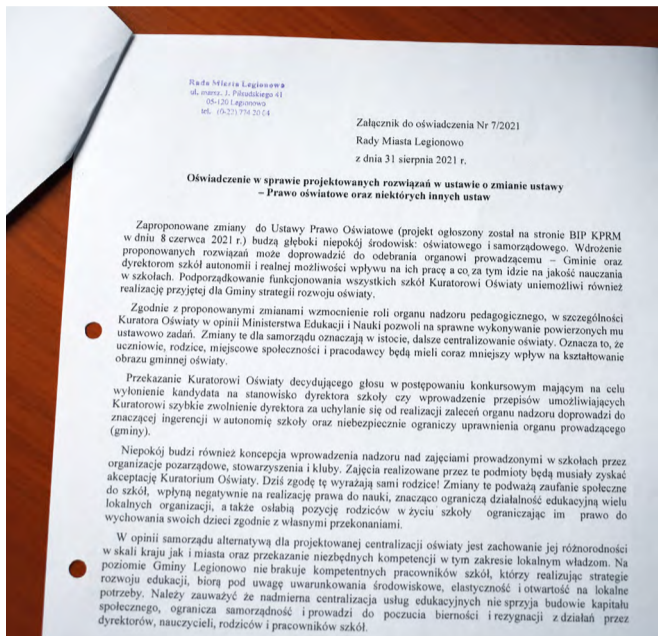 Rada Miasta Legionowo
ul. marsz. J. Piłsudskiego 41
05-120 Legionowo
tel. (0-22) 774 20 04
Załącznik do oświadczenia Nr 7/2021
Rady Miasta Legionowo
z dnia 31 sierpnia 2021 r.
Oświadczenie w sprawie projektowanych rozwiązań w ustawie o zmianie ustawy
– Prawo oświatowe oraz niektórych innych ustaw
Zaproponowane zmiany do Ustawy Prawo Oświatowe (projekt ogłoszony został na stronie BIP KPRM
w dniu 8 czerwca 2021 r.) budzą głęboki niepokój środowisk: oświatowego i samorządowego. Wdrożenie
proponowanych rozwiązań może doprowadzić do odebrania organowi prowadzącemu – Gminie oraz
dyrektorom szkół autonomii i realnej możliwości wpływu na ich pracę a co za tym idzie na jakość nauczania
w szkołach. Podporządkowanie funkcjonowania wszystkich szkół Kuratorowi Oświaty uniemożliwi również
realizację przyjętej dla Gminy strategii rozwoju oświaty.
Zgodnie z proponowanymi zmianami wzmocnienie roli organu nadzoru pedagogicznego, w szczególności
Kuratora Oświaty w opinii Ministerstwa Edukacji i Nauki pozwoli na sprawne wykonywanie powierzonych mu
ustawowo zadań. Zmiany te dla samorządu oznaczają w istocie, dalsze centralizowanie oświaty. Oznacza to, że
uczniowie, rodzice, miejscowe społeczności i pracodawcy będą mieli coraz mniejszy wpływ na kształtowanie
obrazu gminnej oświaty.
Przekazanie Kuratorowi Oświaty decydującego głosu w postępowaniu konkursowym mającym na celu
wyłonienie kandydata na stanowisko dyrektora szkoły czy wprowadzenie przepisów umożliwiających
Kuratorowi szybkie zwolnienie dyrektora za uchylanie się od realizacji zaleceń organu nadzoru doprowadzi do
znaczącej ingerencji w autonomię szkoły oraz niebezpiecznie ograniczy uprawnienia organu prowadzącego
(gminy).
Niepokój budzi również koncepcja wprowadzenia nadzoru nad zajęciami prowadzonymi w szkołach przez
organizacje pozarządowe, stowarzyszenia i kluby. Zajęcia realizowane przez te podmioty będą musiały zyskać
akceptację Kuratorium Oświaty. Dziś zgodę tę wyrażają sami rodzice! Zmiany te podważą zaufanie społeczne
do szkół, wpłyną negatywnie na realizację prawa do nauki, znacząco ograniczą działalność edukacyjną wielu
lokalnych organizacji, a także osłabią pozycję rodziców w życiu szkoły ograniczając im prawo do
wychowania swoich dzieci zgodnie z własnymi przekonaniami.
W opinii samorządu alternatywą dla projektowanej centralizacji oświaty jest zachowanie jej różnorodności
w skali kraju jak i miasta oraz przekazanie niezbędnych kompetencji w tym zakresie lokalnym władzom. Na
poziomie Gminy Legionowo nie brakuje kompetentnych pracowników szkół, którzy realizując strategie
rozwoju edukacji, biorą pod uwagę uwarunkowania środowiskowe, elastyczność i otwartość na lokalne
potrzeby. Należy zauważyć że nadmierna centralizacja usług edukacyjnych nie sprzyja budowie kapitału
społecznego, ogranicza samorządność i prowadzi do poczucia bierności i rezygnacji z działań przez
dyrektorów, nauczycieli, rodziców i pracowników szkół.